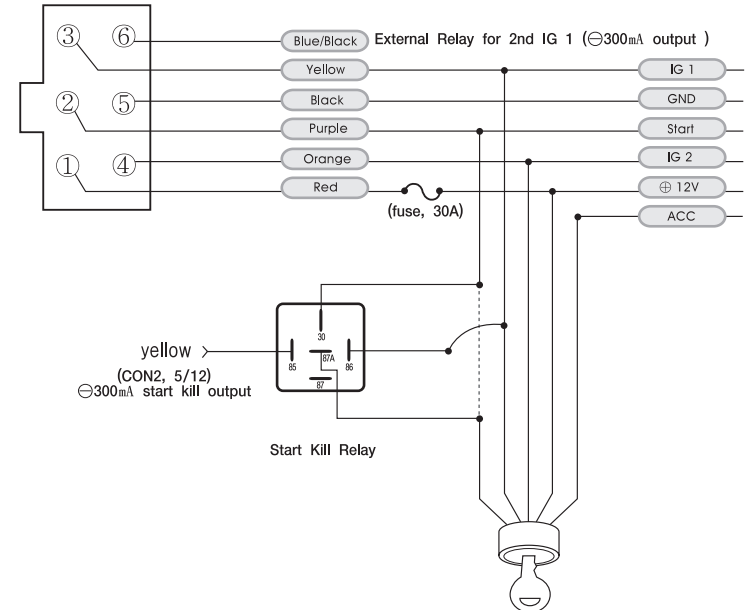 ③ ⑥ Blue/Black External Relay for 2nd IG 1 (⊖300mA output )
Yellow IG 1
② ⑤ Black GND
Purple Start
① ④ Orange IG 2
Red ⊕ 12V
(fuse, 30A) ACC
30
yellow
85 87A 86
(CON2, 5/12)
⊖300mA start kill output
87
Start Kill Relay